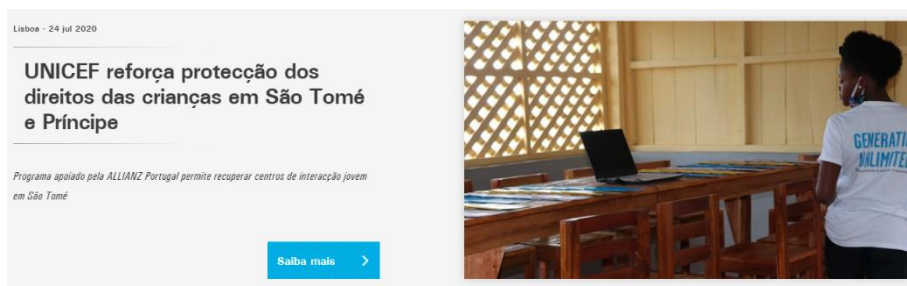 Lisboa - 24 jul 2020
UNICEF reforça protecção dos
direitos das crianças em São Tomé
e Príncipe
Programa apoiado pela ALLIANZ Portugal permite recuperar centros de interacção jovem
em São Tomé
Saiba mais
GENERATI
UNLIMITE